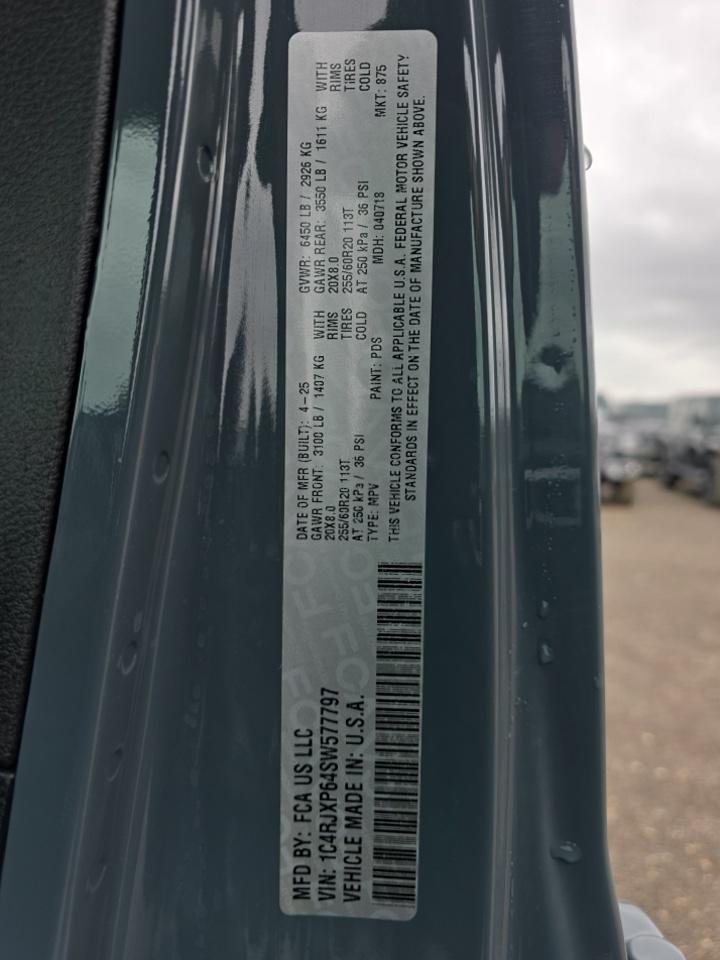 MFD BY: FCA US LLC
VIN: 1C4RJXP64SW577797
VEHICLE MADE IN: U.S.A.
DATE OF MFR (BUILT): 4-25 GVWR: 6450 LB / 2926 KG
GAWR FRONT: 3100 LB / 1407 KG WITH GAWR REAR: 3550 LB / 1611 KG WITH
20X8.0 RIMS 20X8.0 RIMS
255/60R20 113T TIRES 255/60R20 113T TIRES
AT 250 kPa / 36 PSI COLD AT 250 kPa / 36 PSI COLD
TYPE: MPV PAINT: PDS MDH: 040718 MKT: 875
THIS VEHICLE CONFORMS TO ALL APPLICABLE U.S.A. FEDERAL MOTOR VEHICLE SAFETY
STANDARDS IN EFFECT ON THE DATE OF MANUFACTURE SHOWN ABOVE.